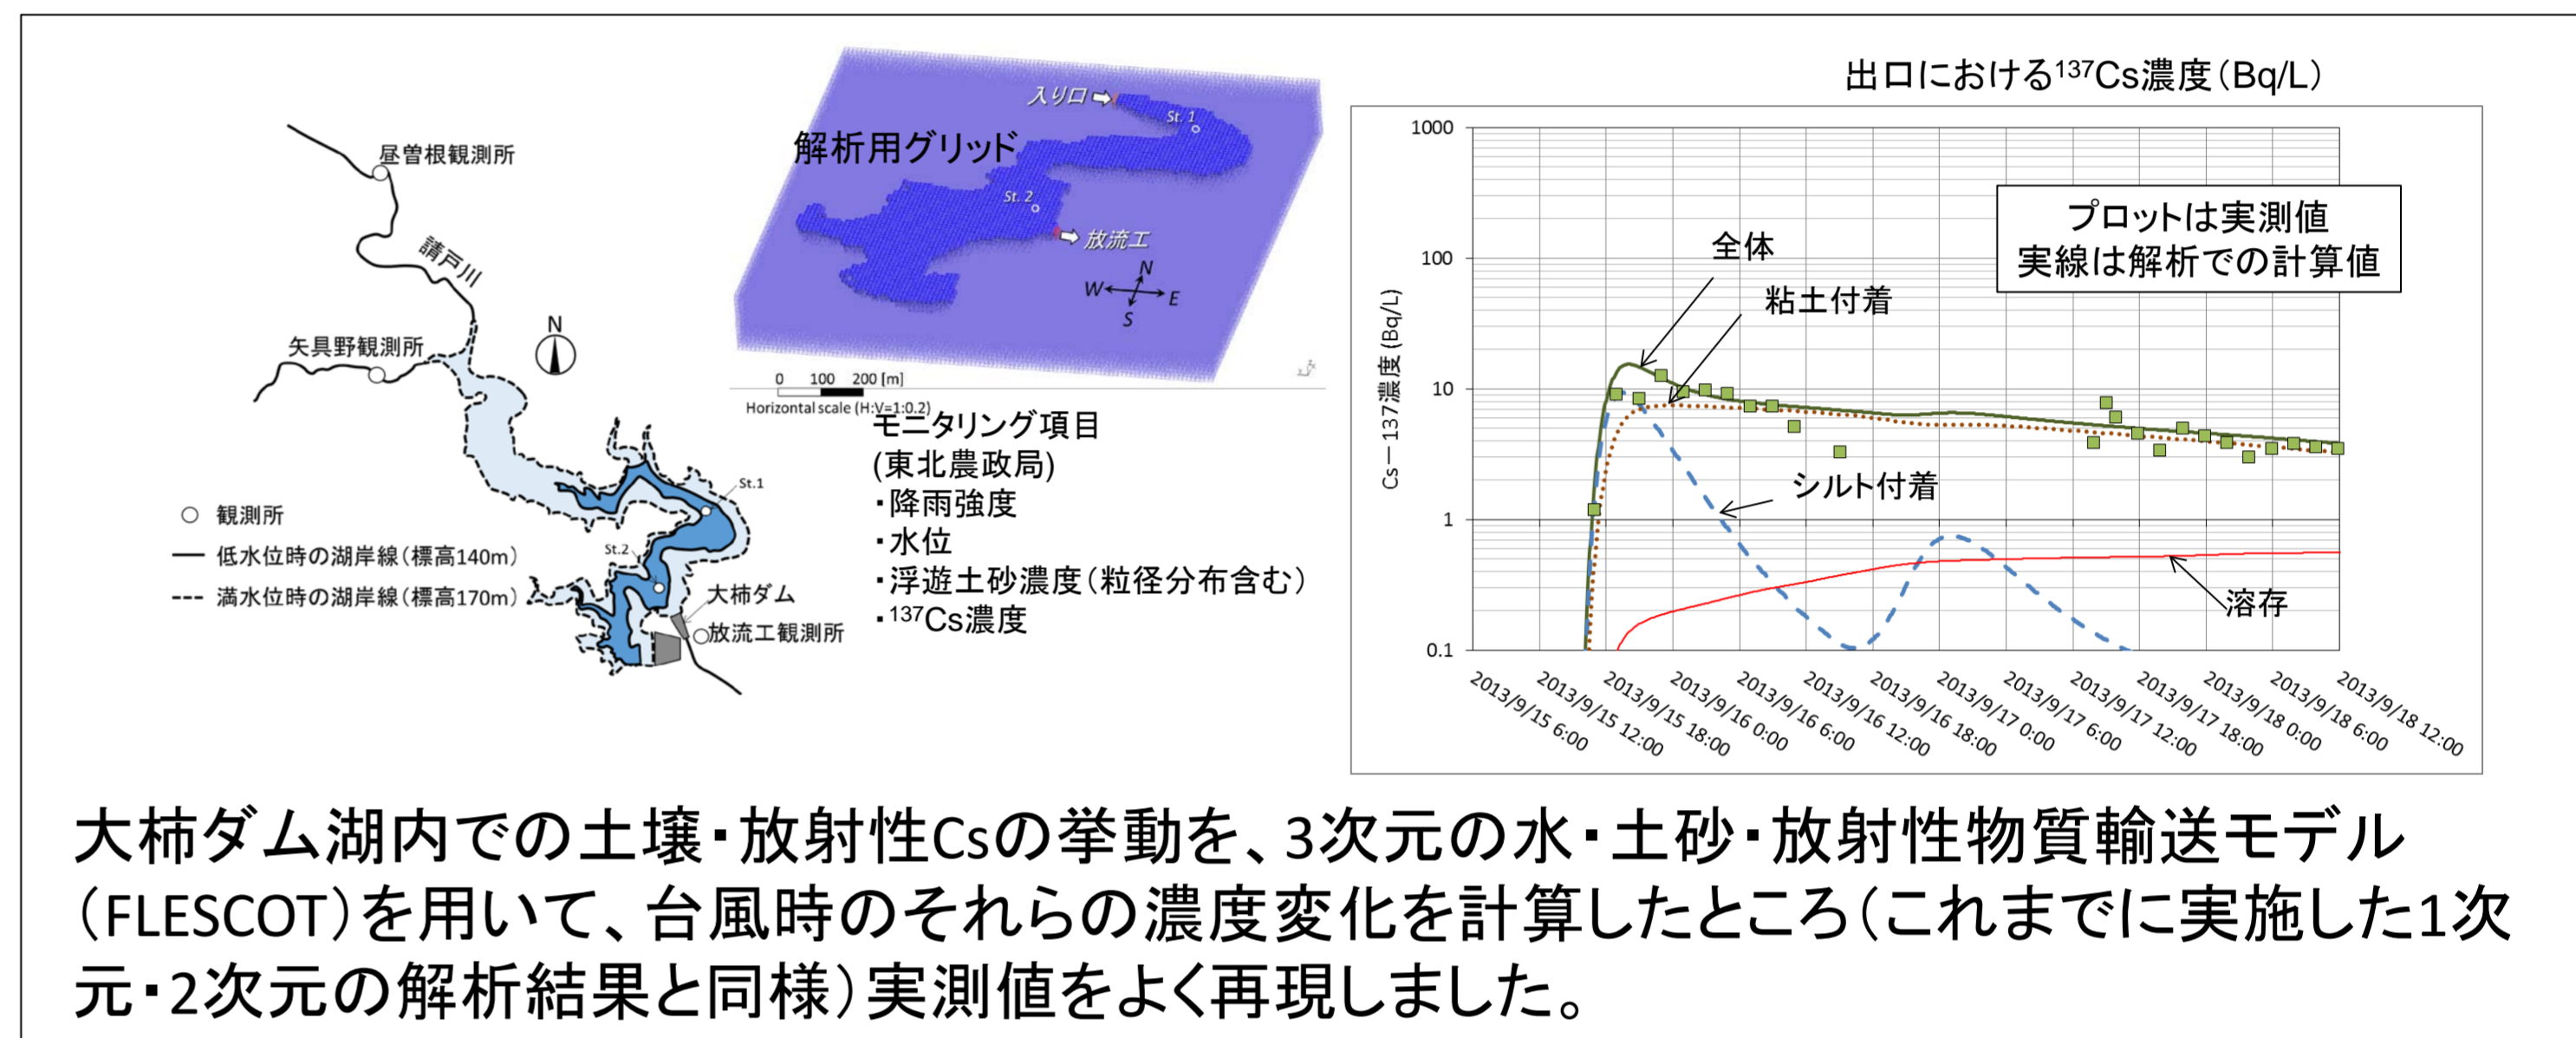 昼曽根観測所
請戸川
矢具野観測所
N
St.1
St.2
大柿ダム
放流工観測所
観測所
低水位時の湖岸線(標高140m)
満水位時の湖岸線(標高170m)
解析用グリッド
入り口
St. 1
St. 2
放流工
N
W
E
S
0 100 200 [m]
Horizontal scale (H:V=1:0.2)
モニタリング項目
(東北農政局)
・降雨強度
・水位
・浮遊土砂濃度(粒径分布含む)
・137Cs濃度
出口における137Cs濃度(Bq/L)
プロットは実測値
実線は解析での計算値
全体
粘土付着
シルト付着
溶存
Cs－137濃度 (Bq/L)
1000
100
10
1
0.1
2013/9/15 6:00
2013/9/15 12:00
2013/9/15 18:00
2013/9/16 0:00
2013/9/16 6:00
2013/9/16 12:00
2013/9/16 18:00
2013/9/17 0:00
2013/9/17 6:00
2013/9/17 12:00
2013/9/17 18:00
2013/9/18 0:00
2013/9/18 6:00
2013/9/18 12:00
大柿ダム湖内での土壌・放射性Csの挙動を、3次元の水・土砂・放射性物質輸送モデル
(FLESCOT)を用いて、台風時のそれらの濃度変化を計算したところ(これまでに実施した1次
元・2次元の解析結果と同様)実測値をよく再現しました。